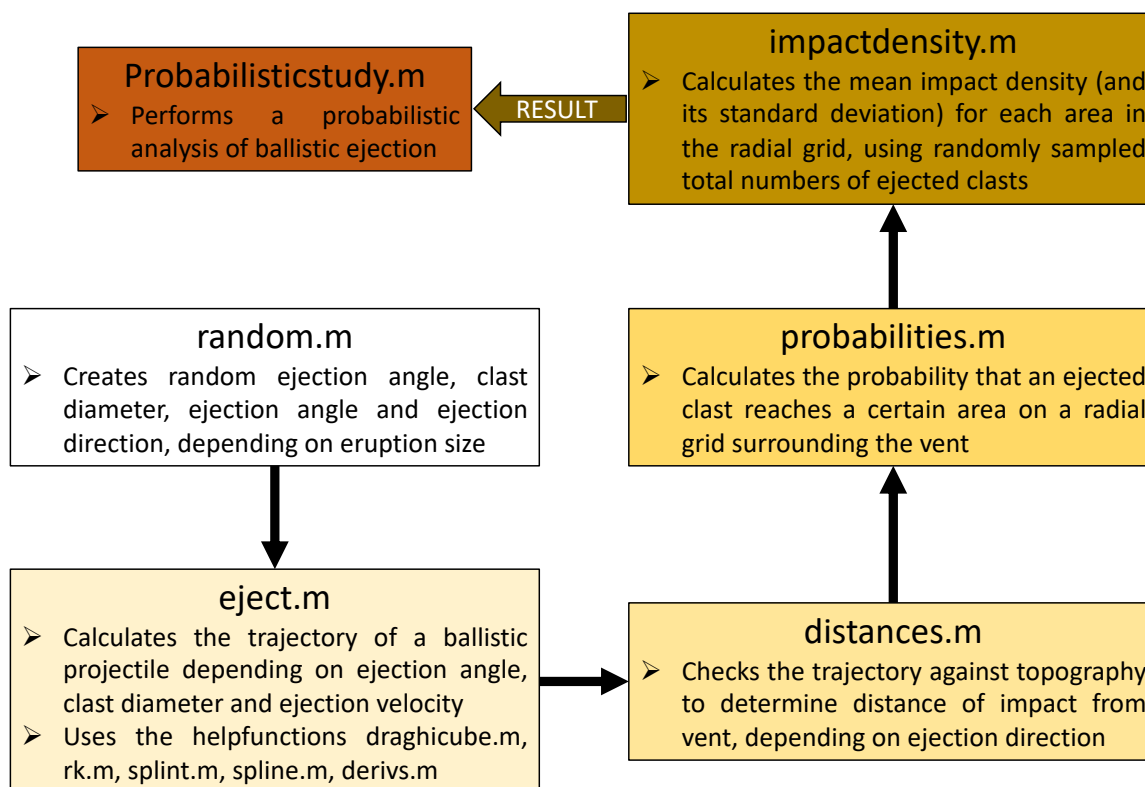 Probabilisticstudy.m
➢ Performs a probabilistic
analysis of ballistic ejection
RESULT
impactdensity.m
➢ Calculates the mean impact density (and
its standard deviation) for each area in
the radial grid, using randomly sampled
total numbers of ejected clasts
random.m
➢ Creates random ejection angle, clast
diameter, ejection angle and ejection
direction, depending on eruption size
probabilities.m
➢ Calculates the probability that an ejected
clast reaches a certain area on a radial
grid surrounding the vent
eject.m
➢ Calculates the trajectory of a ballistic
projectile depending on ejection angle,
clast diameter and ejection velocity
➢ Uses the helpfunctions draghicube.m,
rk.m, splint.m, spline.m, derivs.m
distances.m
➢ Checks the trajectory against topography
to determine distance of impact from
vent, depending on ejection direction